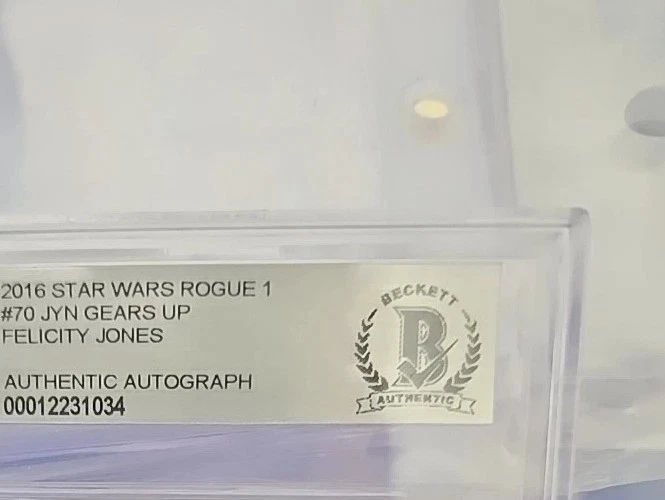 2016 STAR WARS ROGUE 1
#70 JYN GEARS UP
FELICITY JONES
AUTHENTIC AUTOGRAPH
00012231034
BECKETT
B
AUTHENTIC